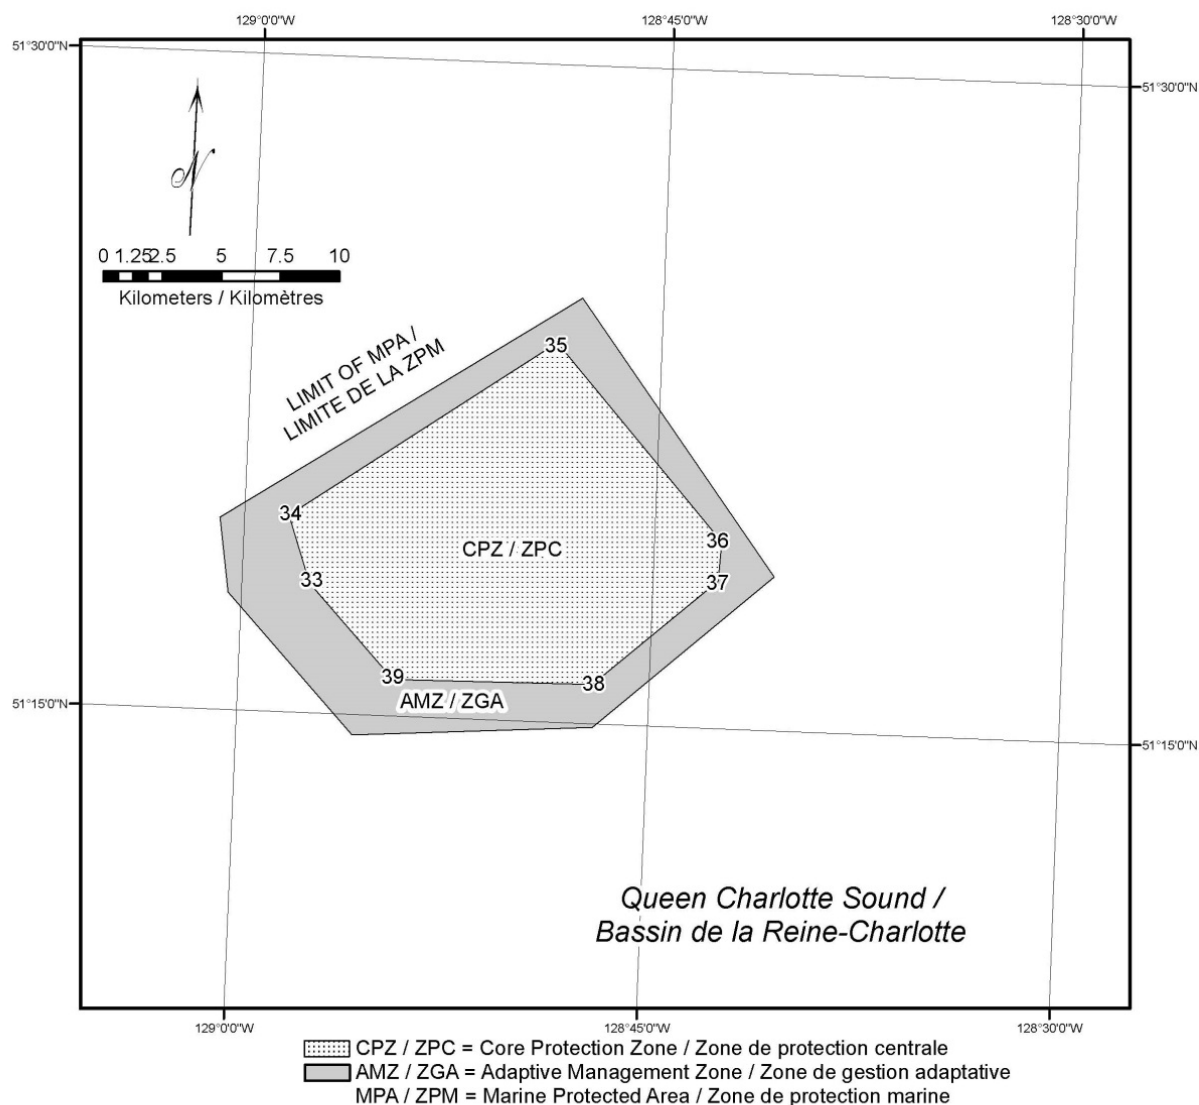 129°0'0"W 128°45'0"W 128°30'0"W
51°30'0"N
51°30'0"N
N
0 1.25 2.5 5 7.5 10
Kilometers / Kilomètres
LIMIT OF MPA /
LIMITE DE LA ZPM
35
34
36
CPZ / ZPC
33
37
39
38
AMZ / ZGA
51°15'0"N
51°15'0"N
Queen Charlotte Sound /
Bassin de la Reine-Charlotte
129°0'0"W 128°45'0"W 128°30'0"W
CPZ / ZPC = Core Protection Zone / Zone de protection centrale
AMZ / ZGA = Adaptive Management Zone / Zone de gestion adaptative
MPA / ZPM = Marine Protected Area / Zone de protection marine